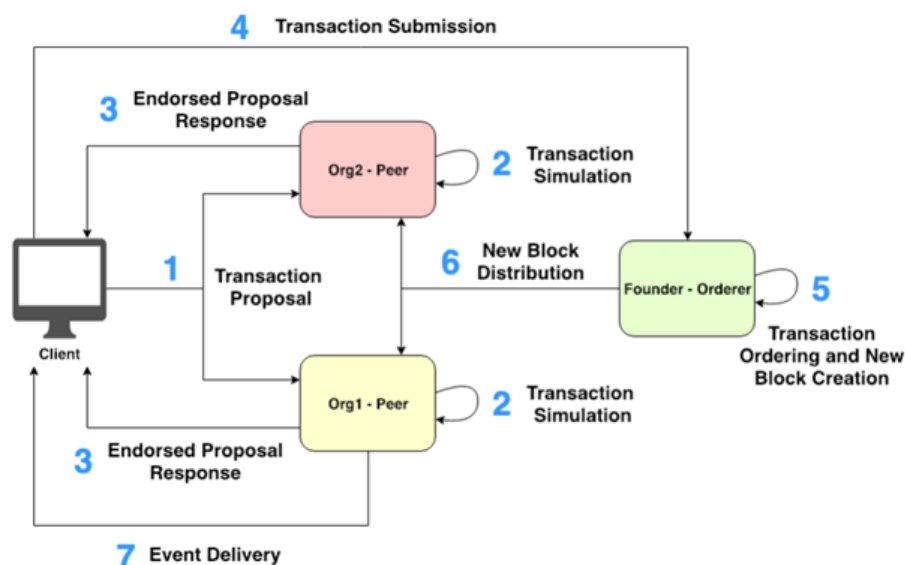 4 Transaction Submission
3 Endorsed Proposal
Response
Org2 - Peer
2 Transaction
Simulation
1
Transaction
Proposal
6 New Block
Distribution
Founder - Orderer
5
Transaction
Ordering and New
Block Creation
Client
Org1 - Peer
2 Transaction
Simulation
3 Endorsed Proposal
Response
7 Event Delivery